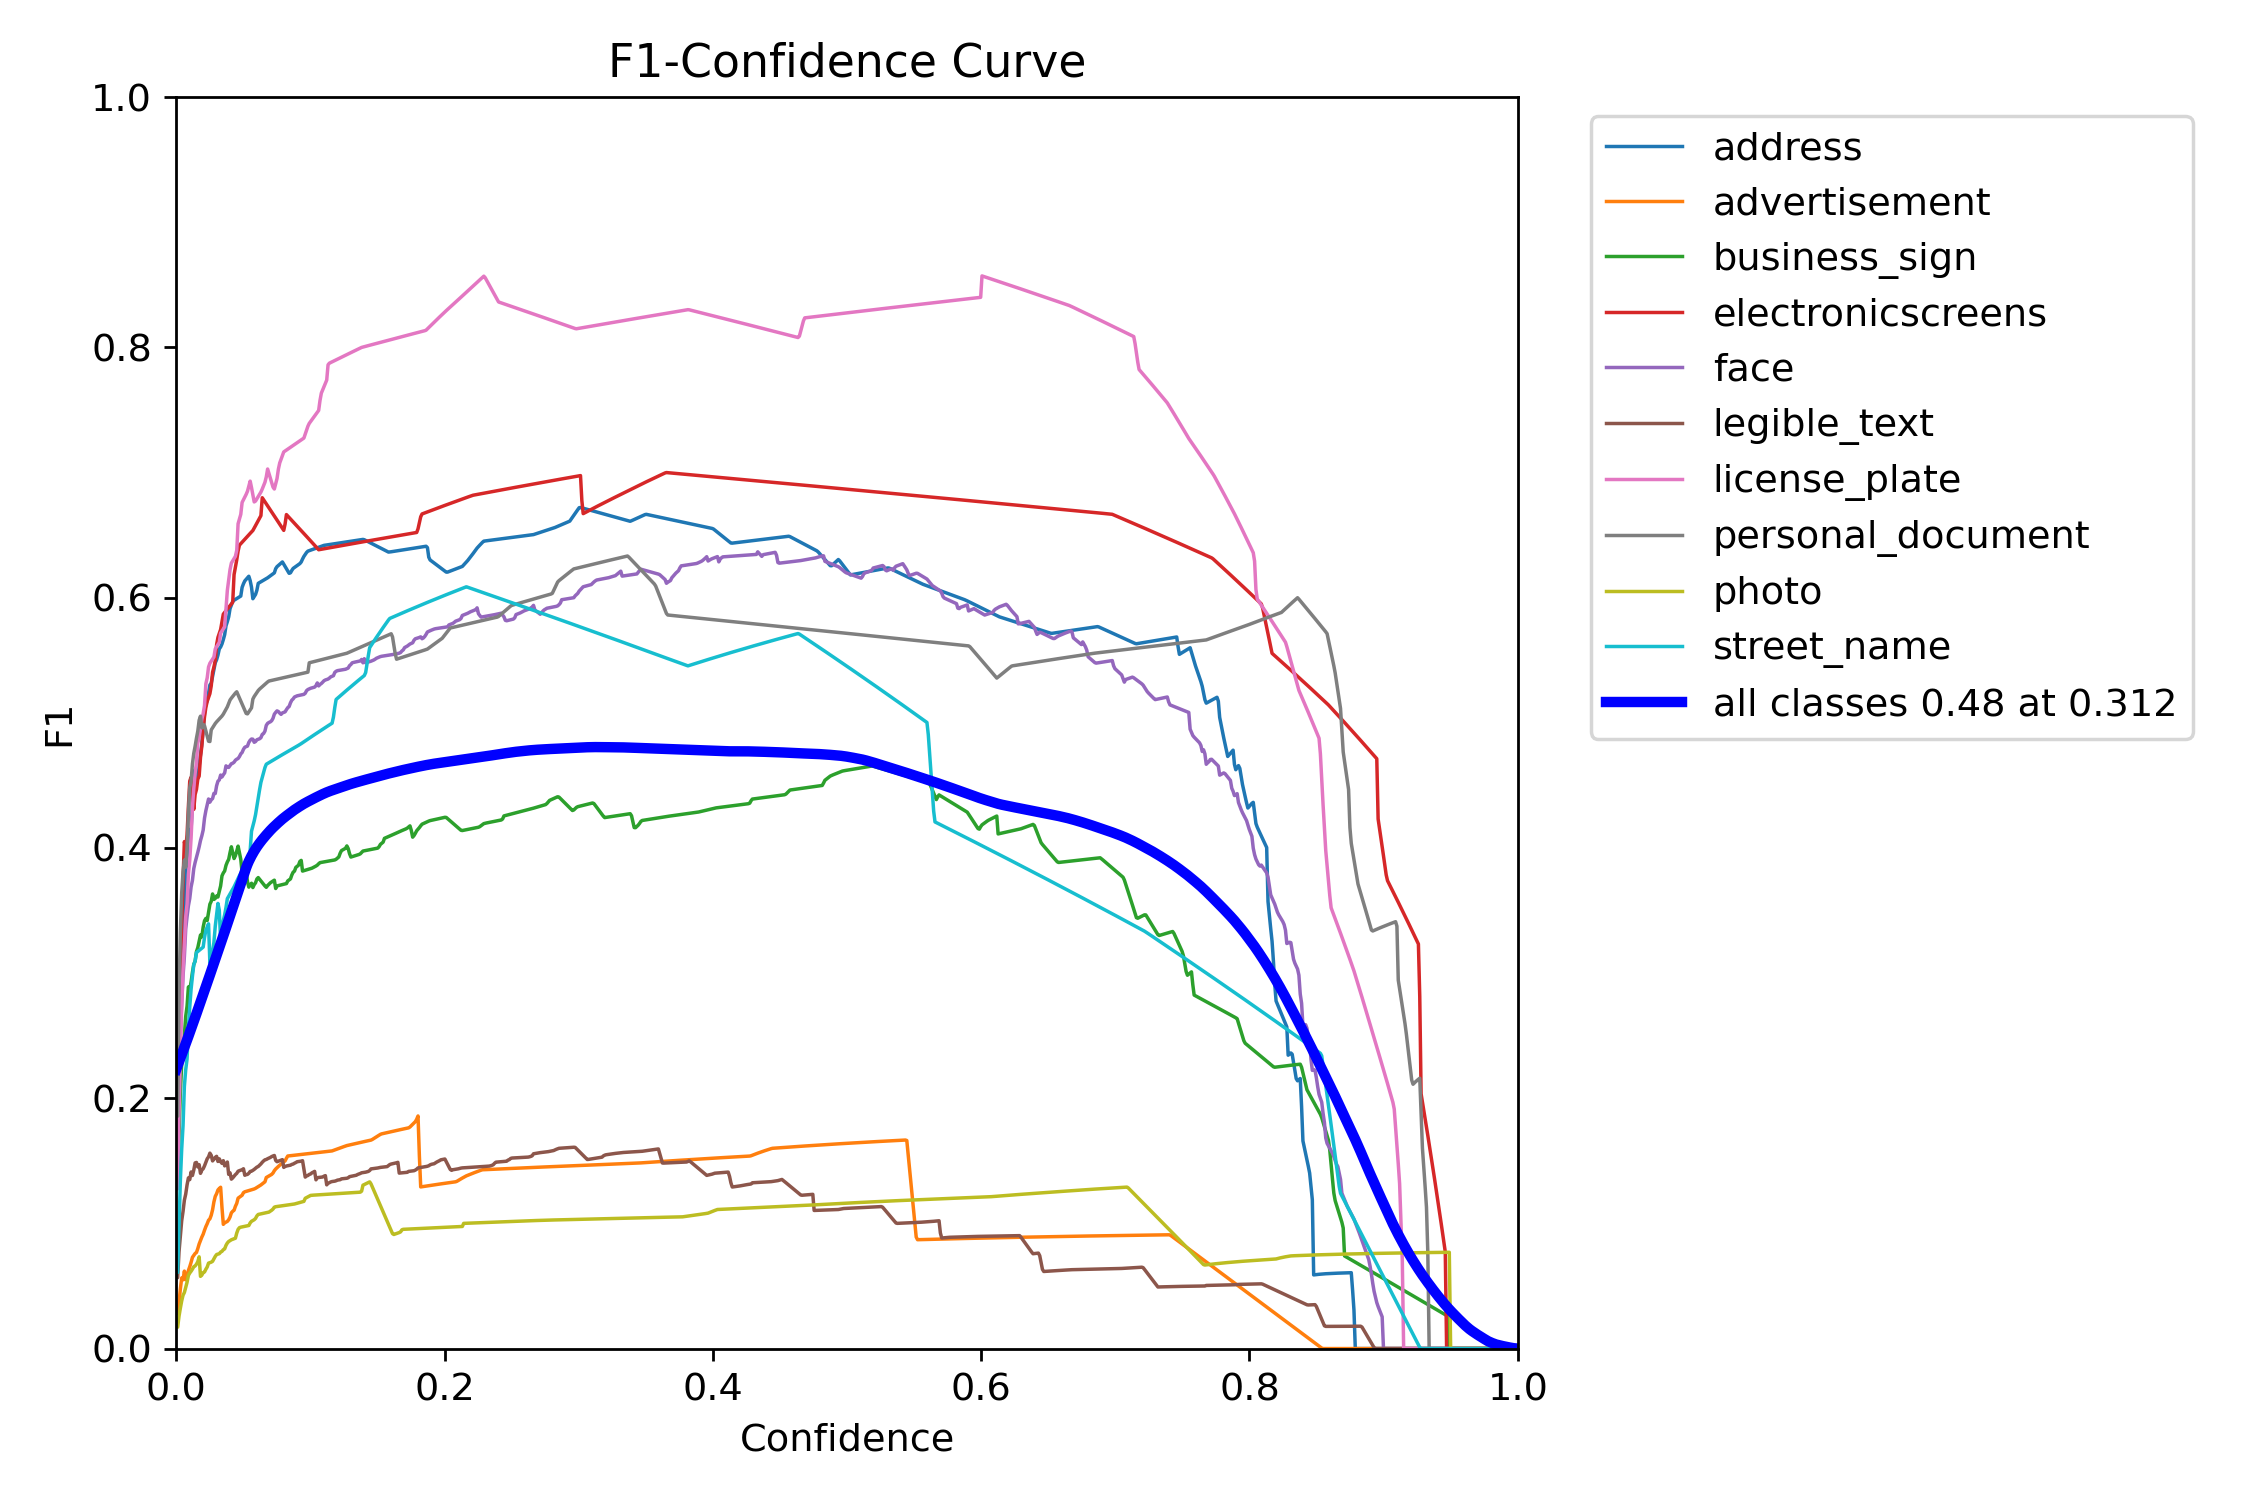 F1-Confidence Curve
F1
1.0
0.8
0.6
0.4
0.2
0.0
0.0 0.2 0.4 0.6 0.8 1.0
Confidence
address
advertisement
business_sign
electronicscreens
face
legible_text
license_plate
personal_document
photo
street_name
all classes 0.48 at 0.312